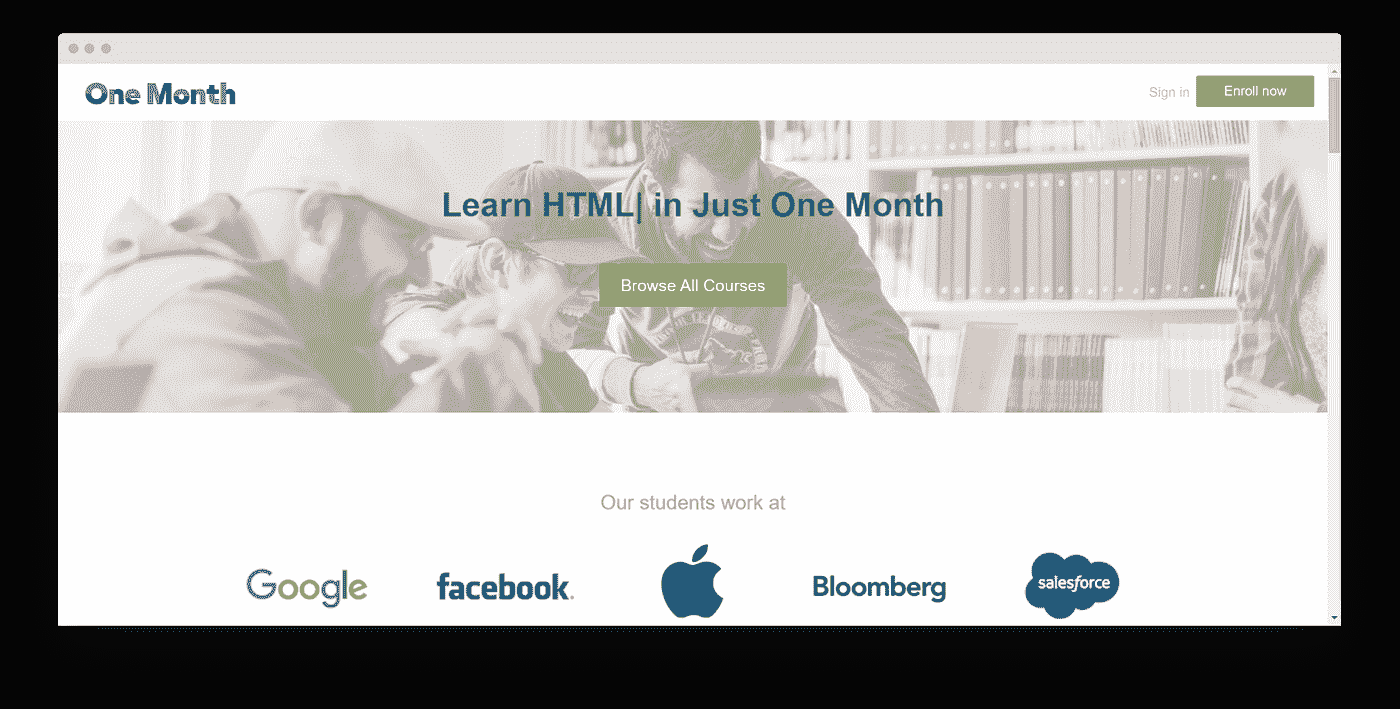 One Month
Sign in
Enroll now
Learn HTML| in Just One Month
Browse All Courses
Our students work at
Google
facebook.
Bloomberg
salesforce